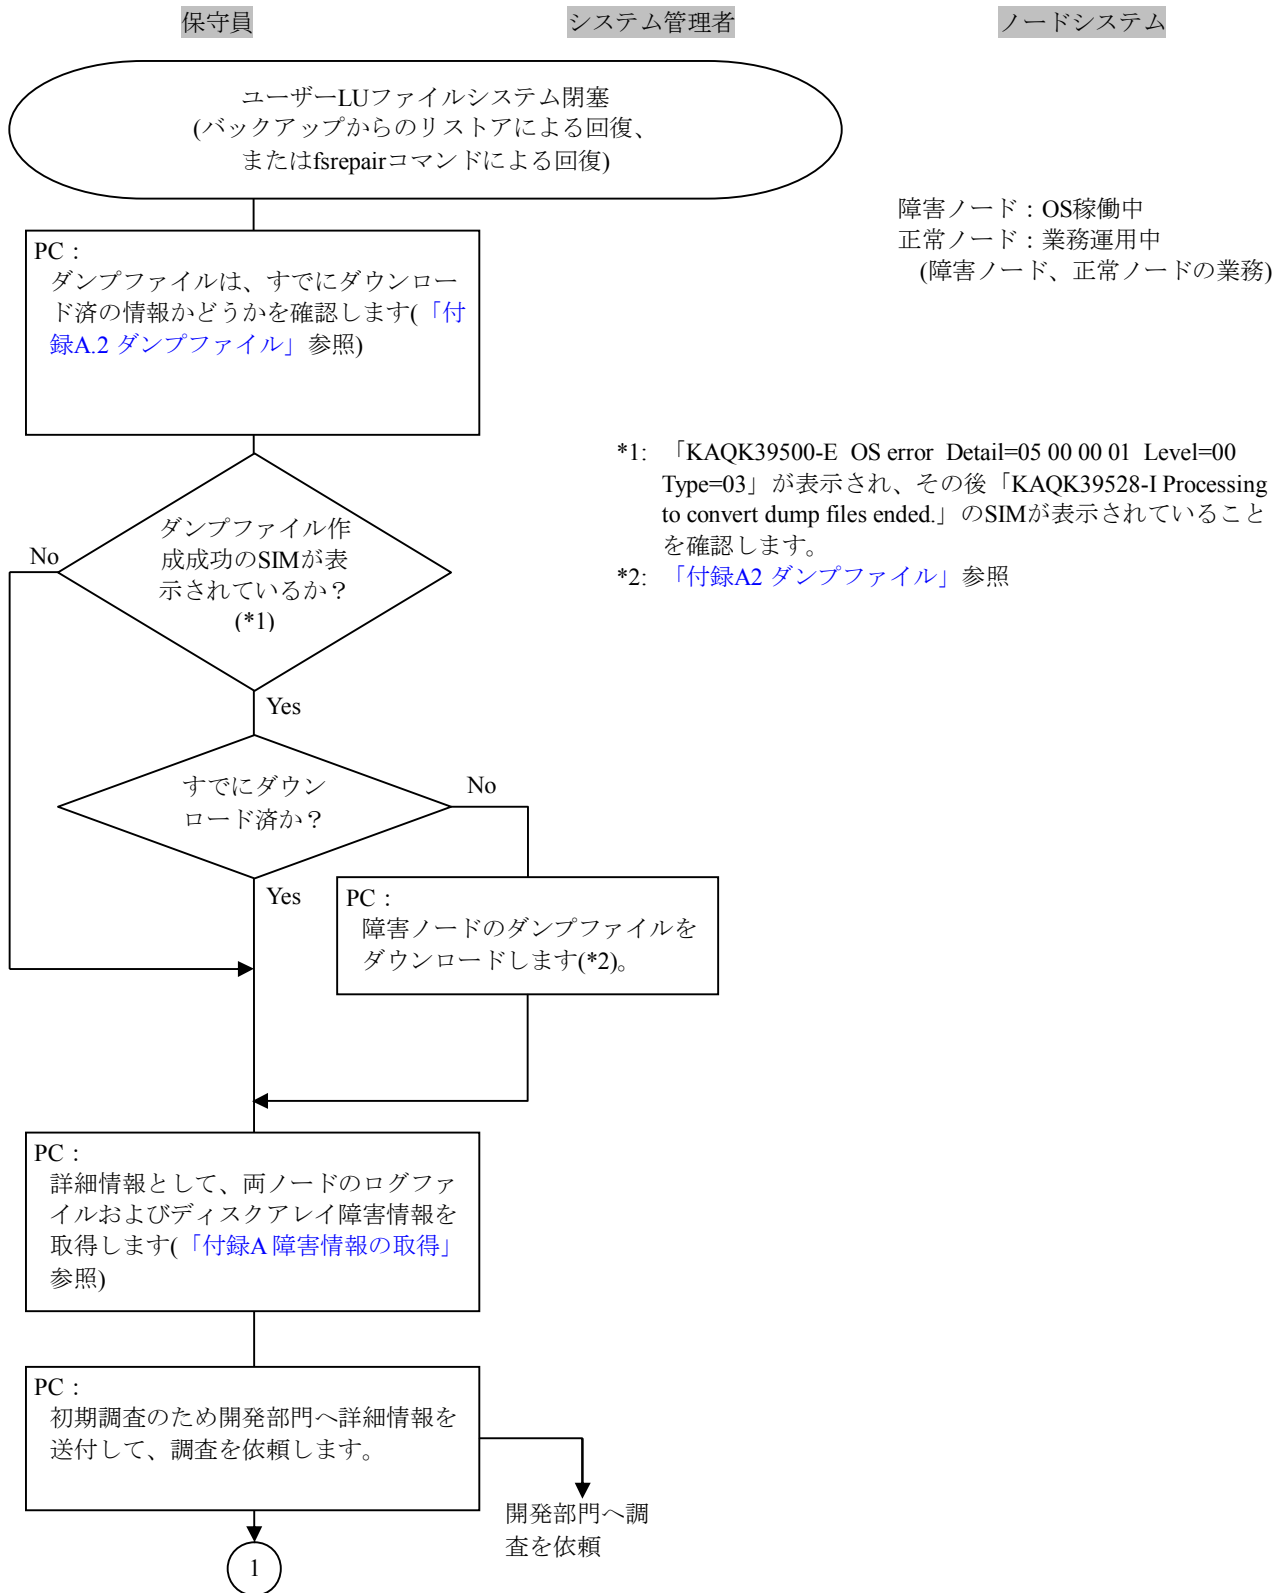 保守員
システム管理者
ノードシステム
ユーザーLUファイルシステム閉塞
(バックアップからのリストアによる回復、
またはfsrepairコマンドによる回復)
障害ノード：OS稼働中
正常ノード：業務運用中
(障害ノード、正常ノードの業務)
PC：
ダンプファイルは、すでにダウンロー
ド済の情報かどうかを確認します(「付
録A.2 ダンプファイル」参照)
*1: 「KAQK39500-E OS error Detail=05 00 00 01 Level=00
Type=03」が表示され、その後「KAQK39528-I Processing
to convert dump files ended.」のSIMが表示されていること
を確認します。
*2: 「付録A2 ダンプファイル」参照
ダンプファイル作
成成功のSIMが表
示されているか？
(*1)
No
Yes
すでにダウン
ロード済か？
No
Yes
PC：
障害ノードのダンプファイルを
ダウンロードします(*2)。
PC：
詳細情報として、両ノードのログファ
イルおよびディスクアレイ障害情報を
取得します(「付録A 障害情報の取得」
参照)
PC：
初期調査のため開発部門へ詳細情報を
送付して、調査を依頼します。
開発部門へ調
査を依頼
1